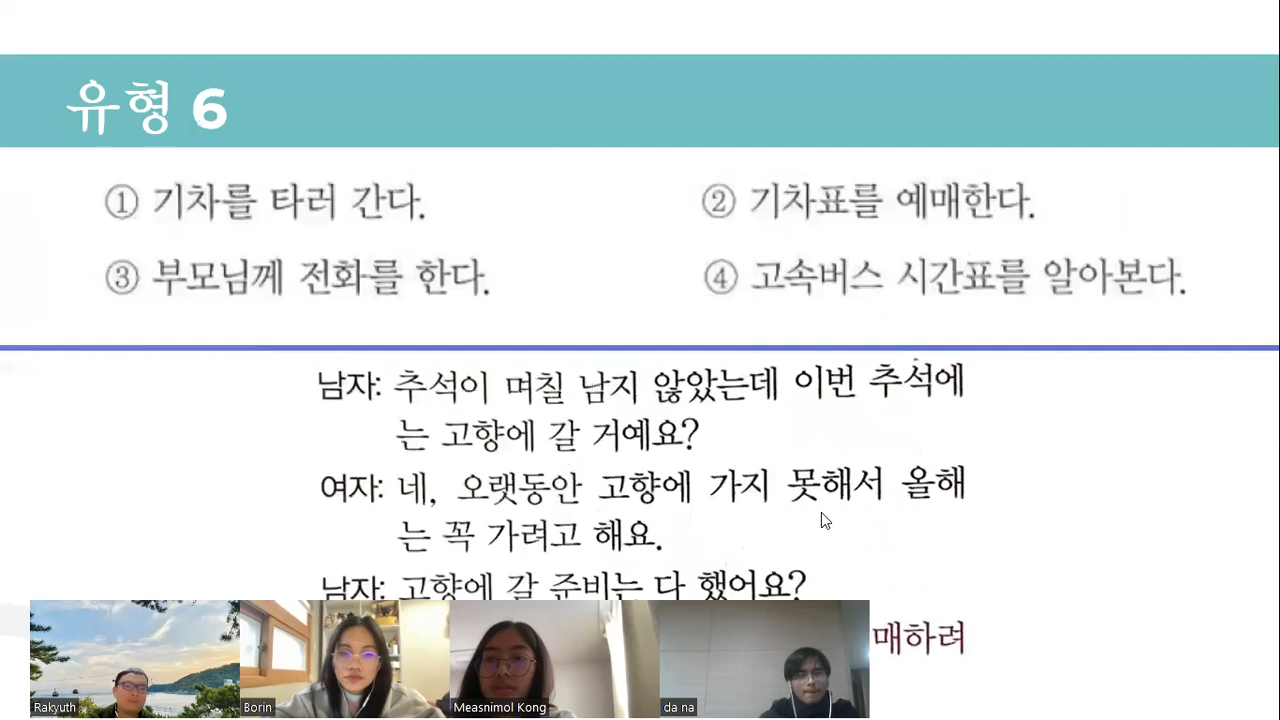 유형 6
① 기차를 타러 간다.
② 기차표를 예매한다.
③ 부모님께 전화를 한다.
④ 고속버스 시간표를 알아본다.
남자: 추석이 며칠 남지 않았는데 이번 추석에
는 고향에 갈 거예요?
여자: 네, 오랫동안 고향에 가지 못해서 올해
는 꼭 가려고 해요.
남자: 고향에 갈 준비는 다 했어요?
매하려
Rakyuth
Borin
Measnimol Kong
da na